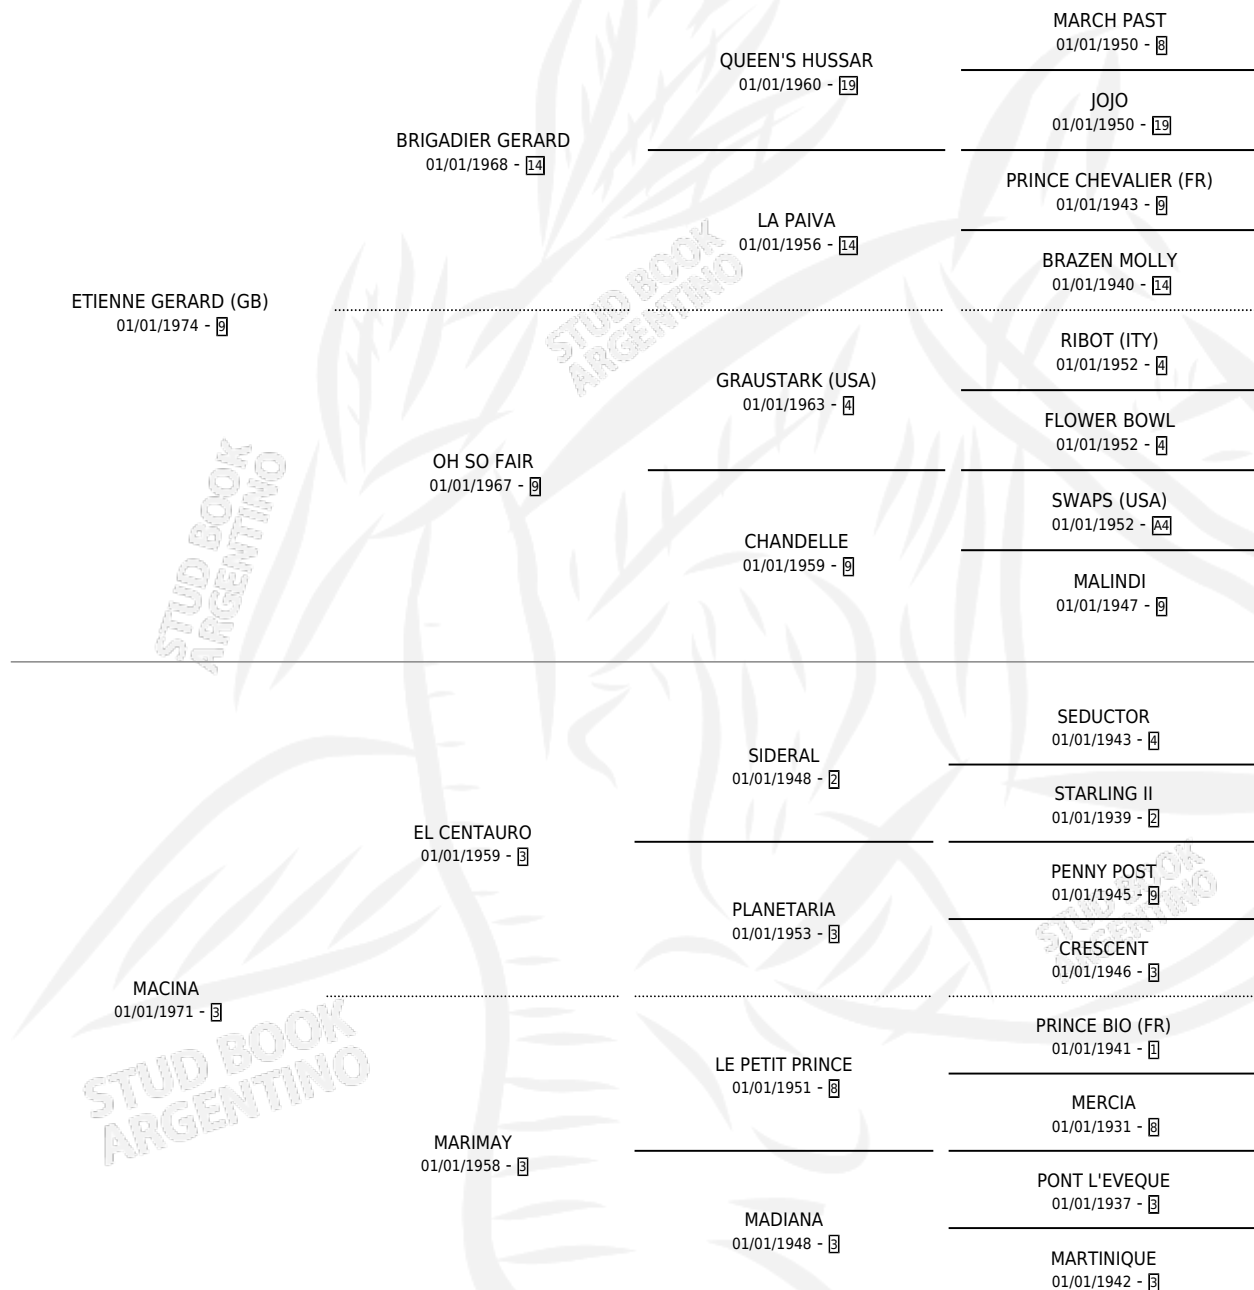 MARCH PAST
01/01/1950 - 8
QUEEN'S HUSSAR
01/01/1960 - 19
JOJO
01/01/1950 - 19
BRIGADIER GERARD
01/01/1968 - 14
PRINCE CHEVALIER (FR)
01/01/1943 - 9
LA PAIVA
01/01/1956 - 14
BRAZEN MOLLY
01/01/1940 - 14
ETIENNE GERARD (GB)
01/01/1974 - 9
STUD BOOK
ARGENTINO
RIBOT (ITY)
01/01/1952 - 4
GRAUSTARK (USA)
01/01/1963 - 4
FLOWER BOWL
01/01/1952 - 4
OH SO FAIR
01/01/1967 - 9
SWAPS (USA)
01/01/1952 - A4
CHANDELLE
01/01/1959 - 9
MALINDI
01/01/1947 - 9
STUD BOOK
ARGENTINO
SEDUCTOR
01/01/1943 - 4
SIDERAL
01/01/1948 - 2
STARLING II
01/01/1939 - 2
EL CENTAURO
01/01/1959 - 3
PENNY POST
01/01/1945 - 9
PLANETARIA
01/01/1953 - 3
STUD BOOK
ARGENTINO
CRESCENT
01/01/1946 - 3
MACINA
01/01/1971 - 3
PRINCE BIO (FR)
01/01/1941 - 1
LE PETIT PRINCE
01/01/1951 - 8
MERCIA
01/01/1931 - 8
STUD BOOK
ARGENTINO
MARIMAY
01/01/1958 - 3
PONT L'EVEQUE
01/01/1937 - 3
MADIANA
01/01/1948 - 3
MARTINIQUE
01/01/1942 - 3